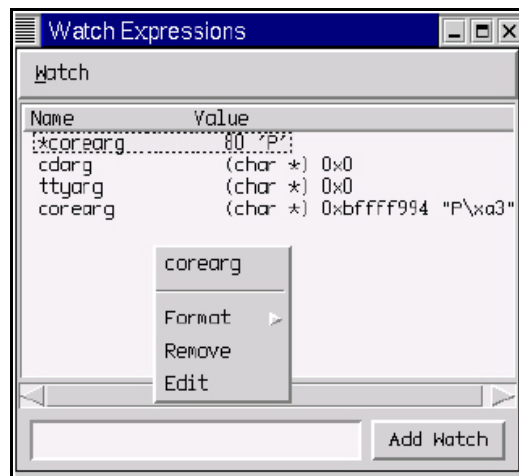 Watch Expressions
Watch
Name Value
*corearg 80 'P'
cdarg (char *) 0x0
ttyarg (char *) 0x0
corearg (char *) 0xbffff994 "P\xa3"
corearg
Format
Remove
Edit
Add Watch